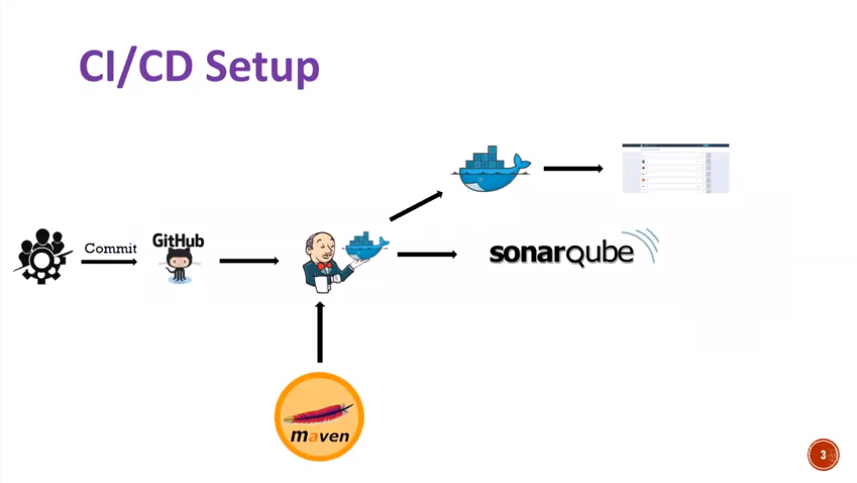 CI/CD Setup
Commit
GitHub
sonarqube
maven
3